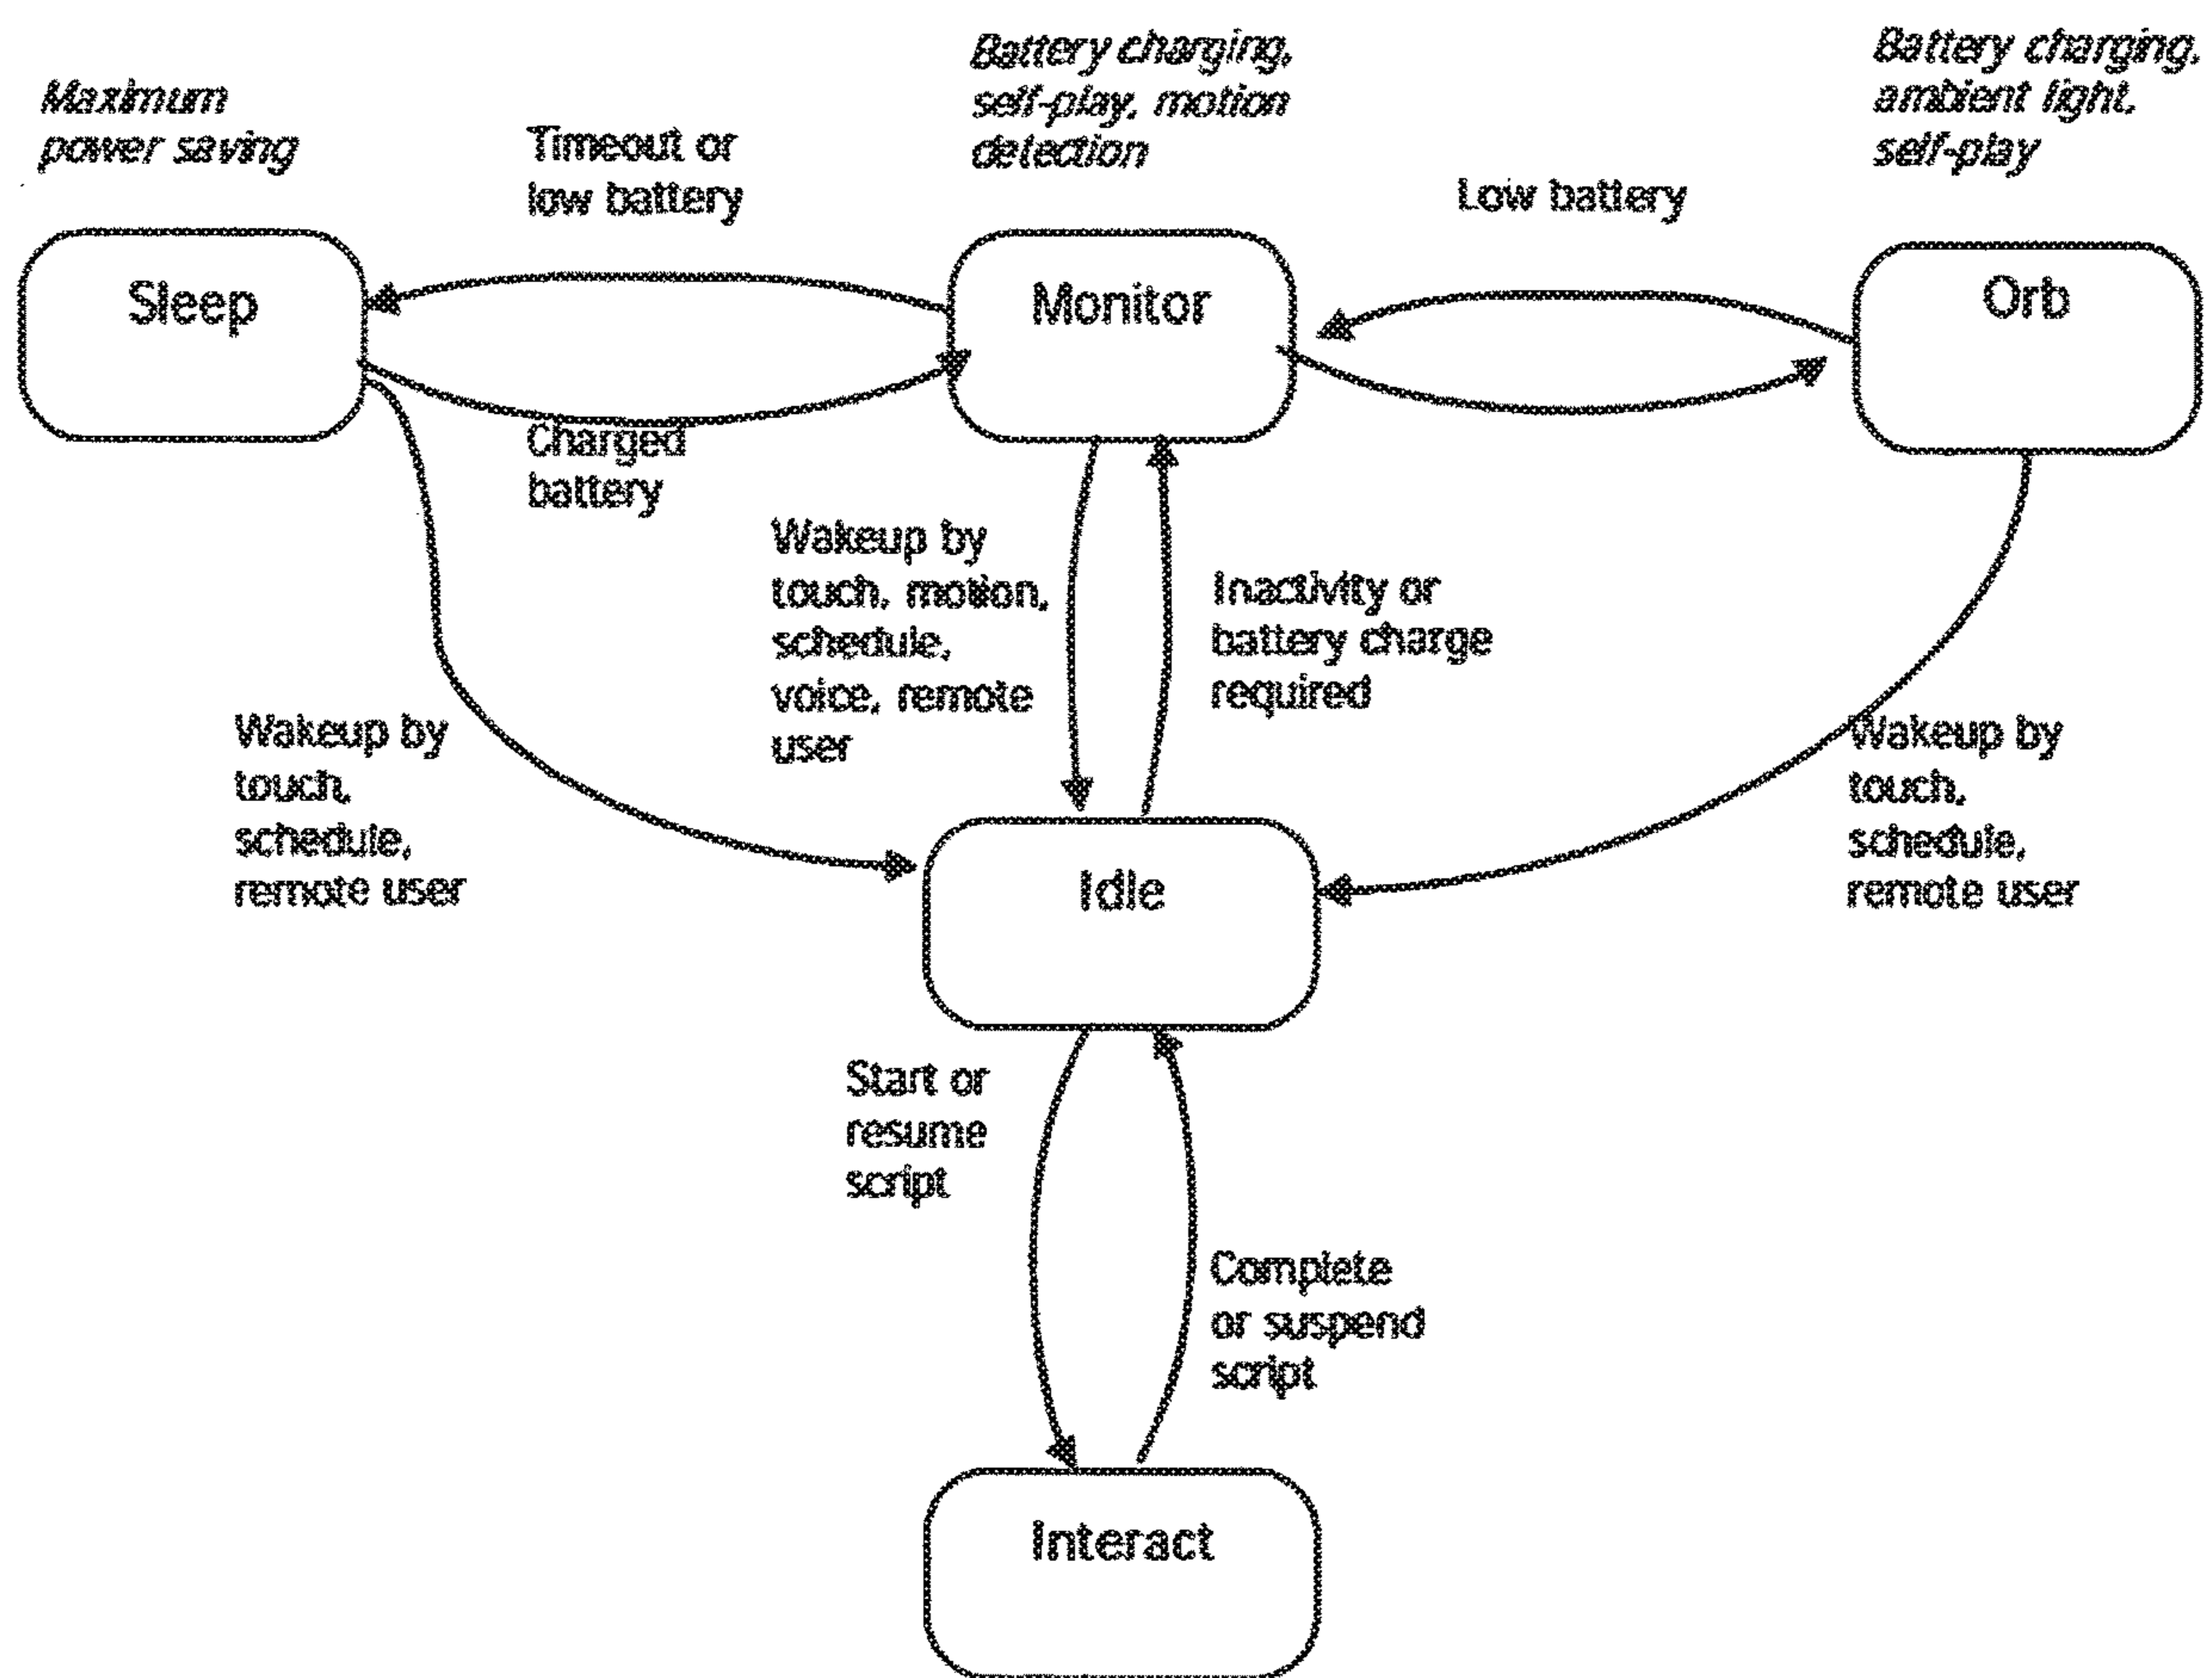 Maximum
power saving
Timeout or
low battery
Battery charging,
self-play, motion
detection
Low battery
Battery charging,
ambient light,
self-play
Sleep
Monitor
Orb
Charged
battery
Wakeup by
touch, motion,
schedule,
voice, remote
user
Inactivity or
battery charge
required
Wakeup by
touch,
schedule,
remote user
Wakeup by
touch,
schedule,
remote user
Idle
Start or
resume
script
Complete
or suspend
script
Interact